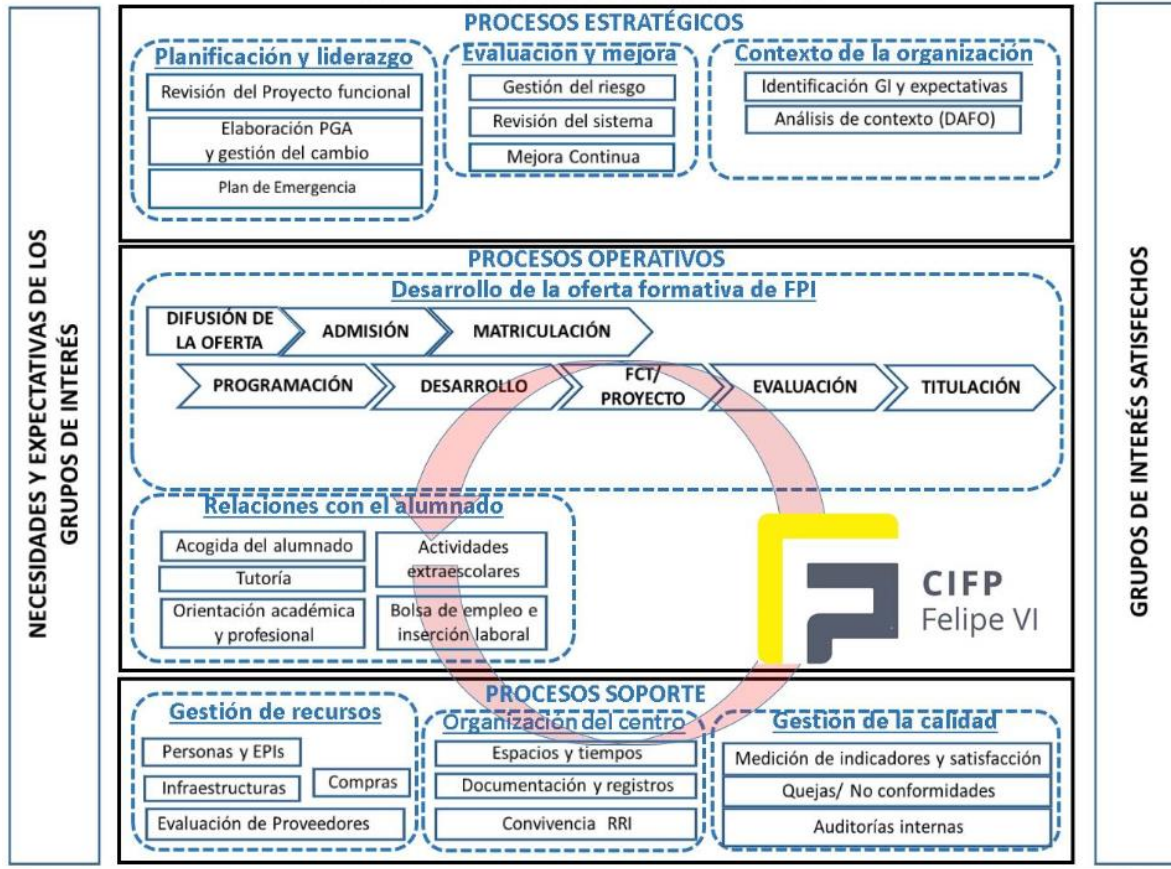 NECESIDADES Y EXPECTATIVAS DE LOS
GRUPOS DE INTERÉS
PROCESOS ESTRATÉGICOS
Planificación y liderazgo
Revisión del Proyecto funcional
Elaboración PGA
y gestión del cambio
Plan de Emergencia
Evaluación y mejora
Gestión del riesgo
Revisión del sistema
Mejora Continua
Contexto de la organización
Identificación GI y expectativas
Análisis de contexto (DAFO)
PROCESOS OPERATIVOS
Desarrollo de la oferta formativa de FPI
DIFUSIÓN DE
LA OFERTA
ADMISIÓN
MATRICULACIÓN
PROGRAMACIÓN
DESARROLLO
FCT/
PROYECTO
EVALUACIÓN
TITULACIÓN
Relaciones con el alumnado
Acogida del alumnado
Tutoría
Orientación académica
y profesional
Actividades
extraescolares
Bolsa de empleo e
inserción laboral
CIFP
Felipe VI
PROCESOS SOPORTE
Gestión de recursos
Personas y EPIs
Infraestructuras
Compras
Evaluación de Proveedores
Organización del centro
Espacios y tiempos
Documentación y registros
Convivencia RRI
Gestión de la calidad
Medición de indicadores y satisfacción
Quejas/ No conformidades
Auditorías internas
GRUPOS DE INTERÉS SATISFECHOS